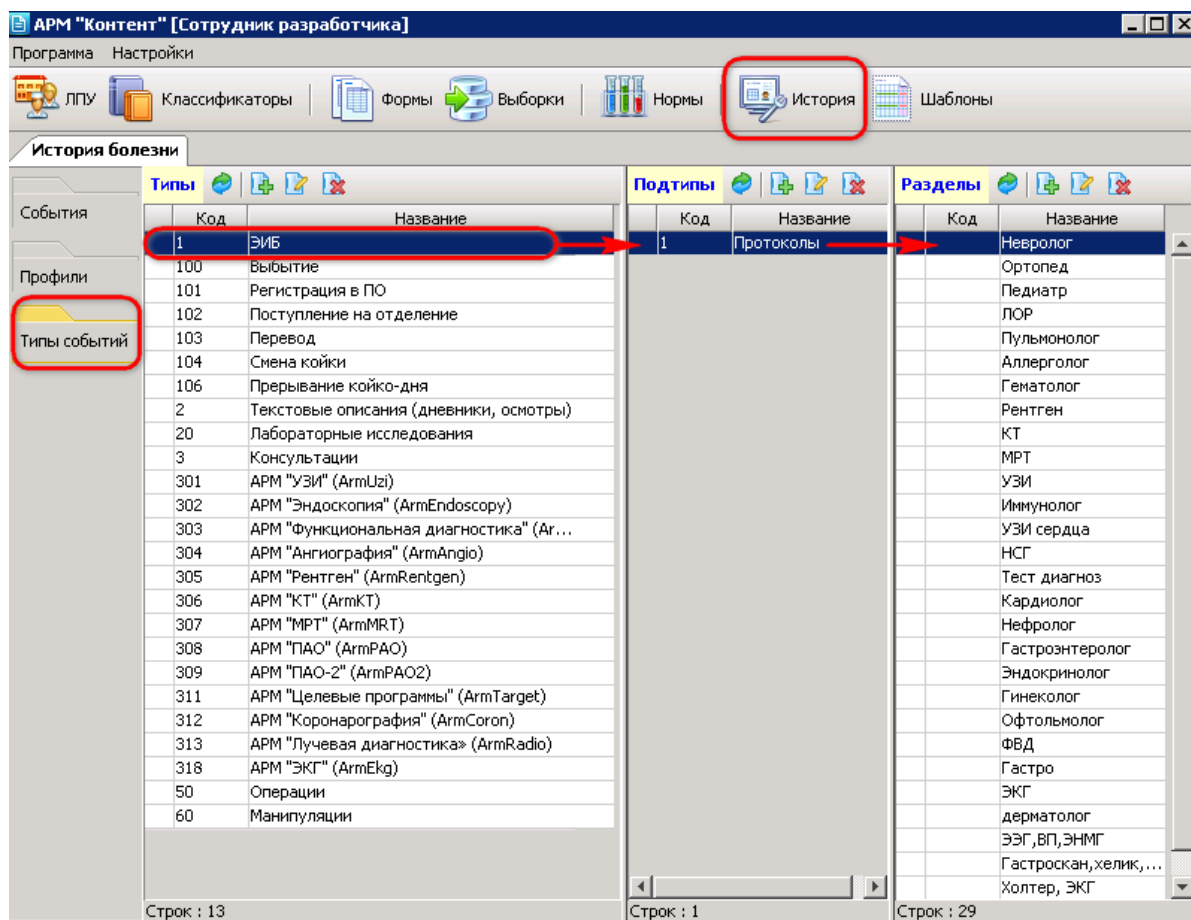 АРМ "Контент" [Сотрудник разработчика]
Программа Настройки
ЛПУ Классификаторы Формы Выборки Нормы История Шаблоны
История болезни
События
Профили
Типы событий
Типы
Код Название
1 ЭИБ
100 Выбытие
101 Регистрация в ПО
102 Поступление на отделение
103 Перевод
104 Смена койки
106 Прерывание койко-дня
2 Текстовые описания (дневники, осмотры)
20 Лабораторные исследования
3 Консультации
301 АРМ "УЗИ" (ArmUzi)
302 АРМ "Эндоскопия" (ArmEndoscopy)
303 АРМ "Функциональная диагностика" (Ar...
304 АРМ "Ангиография" (ArmAngio)
305 АРМ "Рентген" (ArmRentgen)
306 АРМ "КТ" (ArmKT)
307 АРМ "МРТ" (ArmMRT)
308 АРМ "ПАО" (ArmPAO)
309 АРМ "ПАО-2" (ArmPAO2)
311 АРМ "Целевые программы" (ArmTarget)
312 АРМ "Коронарография" (ArmCoron)
313 АРМ "Лучевая диагностика» (ArmRadio)
318 АРМ "ЭКГ" (ArmEkg)
50 Операции
60 Манипуляции
Строк : 13
Подтипы
Код Название
1 Протоколы
Строк : 1
Разделы
Код Название
Невролог
Ортопед
Педиатр
ЛОР
Пульмонолог
Аллерголог
Гематолог
Рентген
КТ
МРТ
УЗИ
Иммунолог
УЗИ сердца
НСГ
Тест диагноз
Кардиолог
Нефролог
Гастроэнтеролог
Эндокринолог
Гинеколог
Офтольмолог
ФВД
Гастро
ЭКГ
дерматолог
ЭЭГ,ВП,ЭНМГ
Гастроскан,хелик,...
Холтер, ЭКГ
Строк : 29